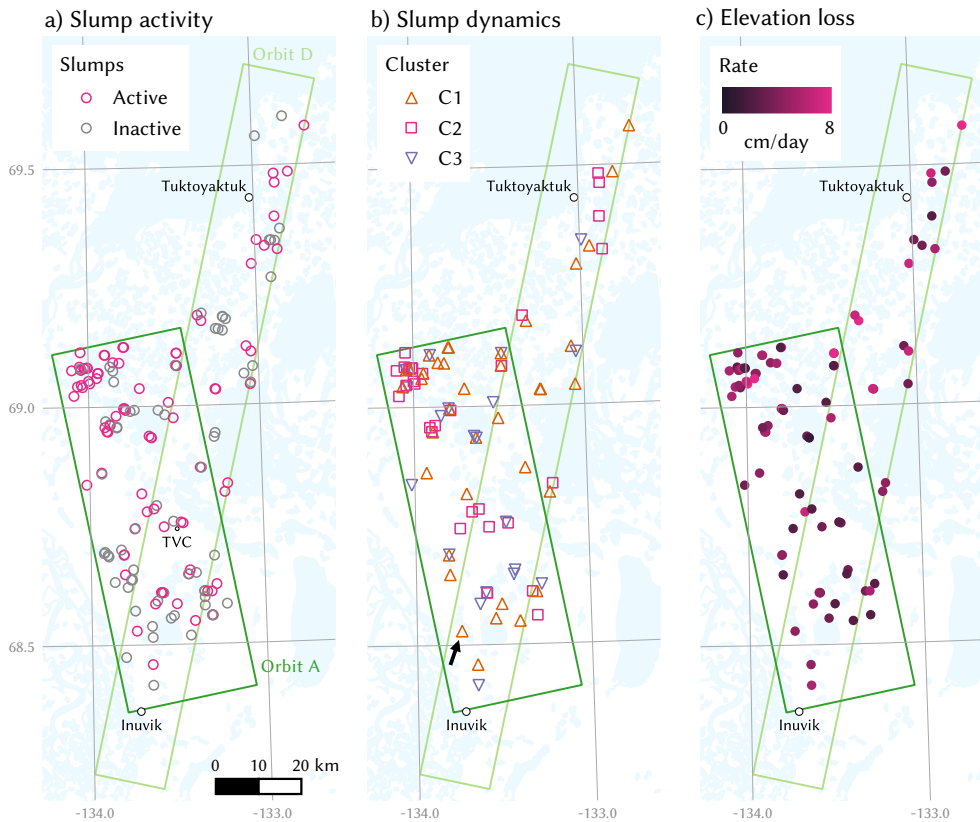 a) Slump activity
b) Slump dynamics
c) Elevation loss
Orbit D
Slumps
Active
Inactive
Cluster
C1
C2
C3
Rate
0
8
cm/day
69.5
Tuktoyaktuk
Tuktoyaktuk
Tuktoyaktuk
69.0
TVC
68.5
Orbit A
Inuvik
Inuvik
Inuvik
0
10
20 km
-134.0
-133.0
-134.0
-133.0
-134.0
-133.0